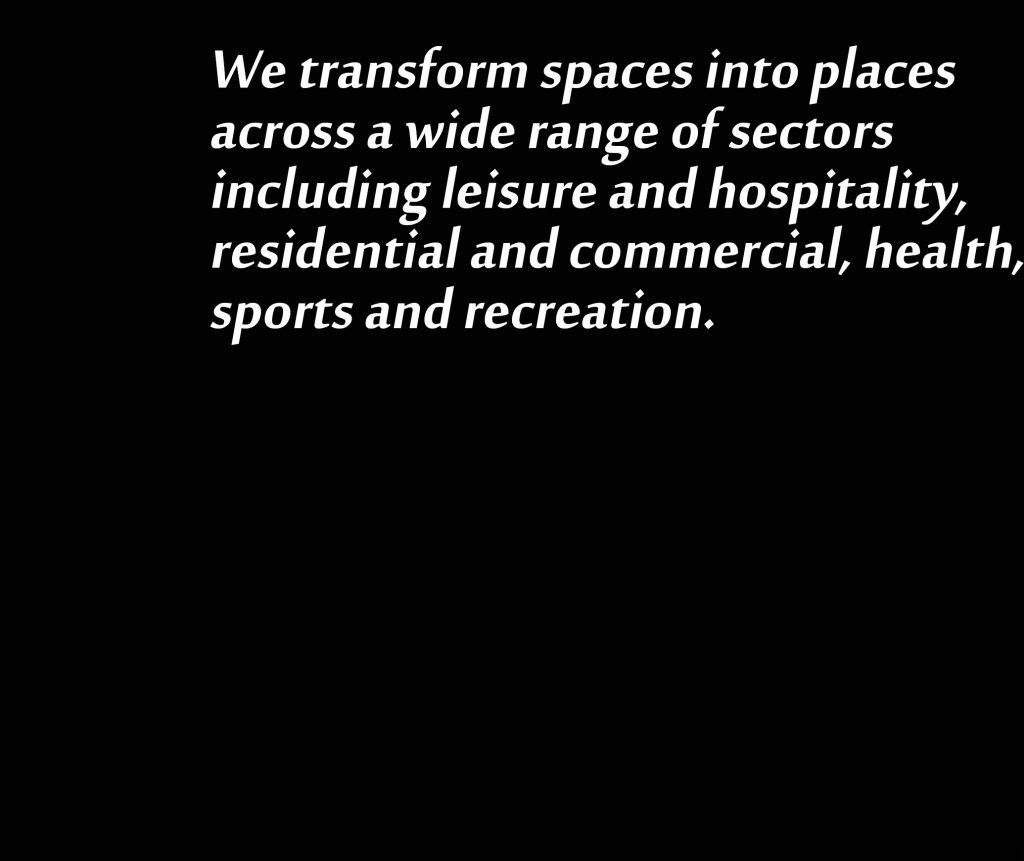 We transform spaces into places
across a wide range of sectors
including leisure and hospitality,
residential and commercial, health,
sports and recreation.